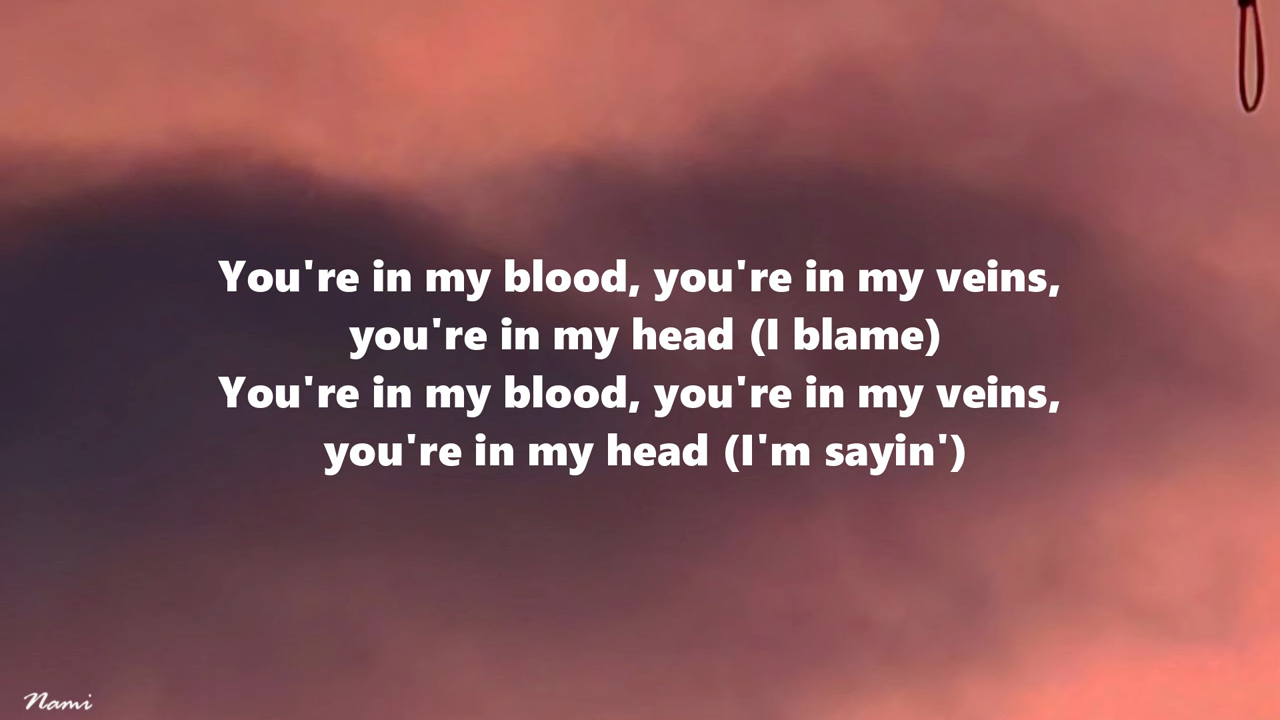 You're in my blood, you're in my veins,
you're in my head (I blame)
You're in my blood, you're in my veins,
you're in my head (I'm sayin')
Nami